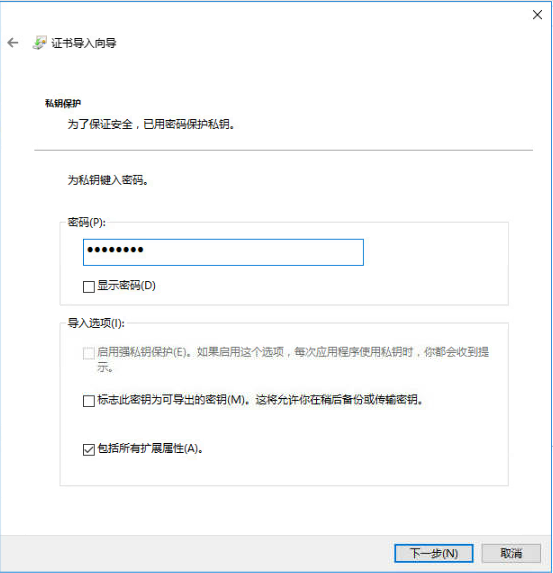 证书导入向导
私钥保护
为了保证安全，已用密码保护私钥。
为私钥键入密码。
密码(P):
●●●●●●●●
显示密码(D)
导入选项(I):
启用强私钥保护(E)。如果启用这个选项，每次应用程序使用私钥时，你都会收到提
示。
标志此密钥为可导出的密钥(M)。这将允许你在稍后备份或传输密钥。
包括所有扩展属性(A)。
下一步(N)
取消